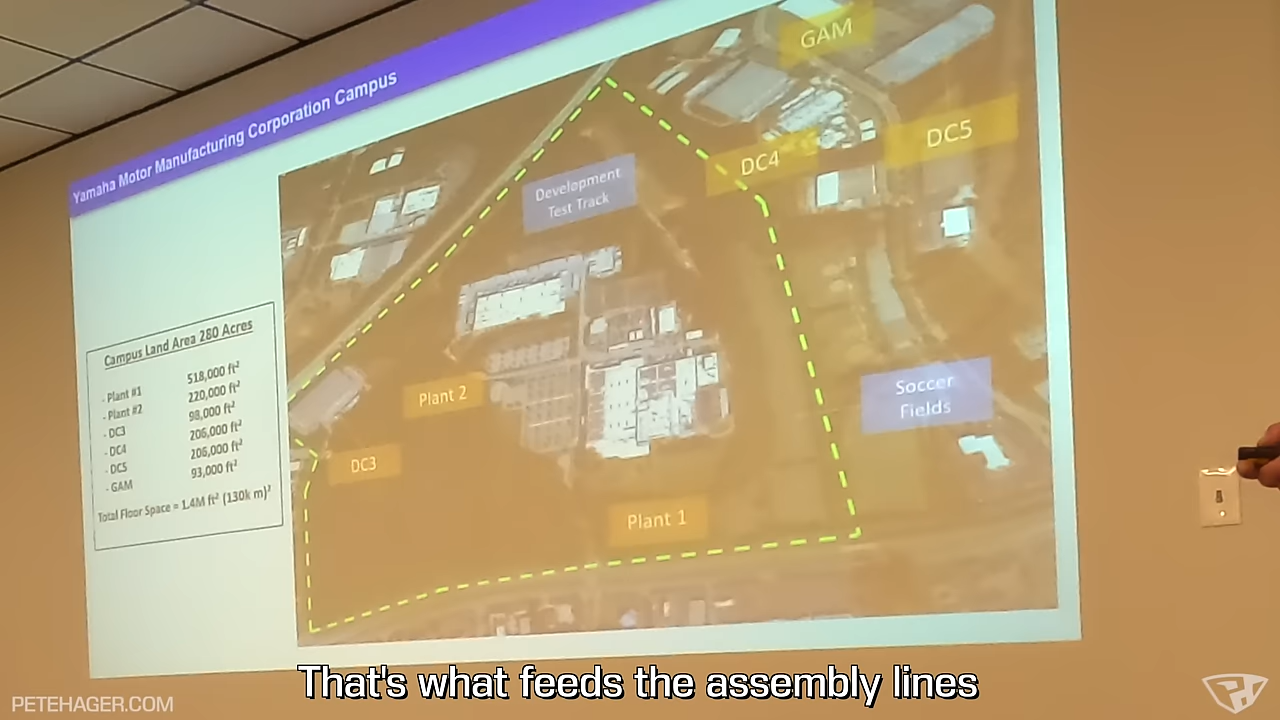 Yamaha Motor Manufacturing Corporation Campus
GAM
DC5
DC4
Development
Test Track
Campus Land Area 280 Acres
- Plant #1 518,000 ft²
- Plant #2 220,000 ft²
- DC3 98,000 ft²
- DC4 206,000 ft²
- DC5 206,000 ft²
- GAM 93,000 ft²
Total Floor Space = 1.4M ft² (130k m)²
Plant 2
Soccer
Fields
DC3
Plant 1
That's what feeds the assembly lines
PETEHAGER.COM